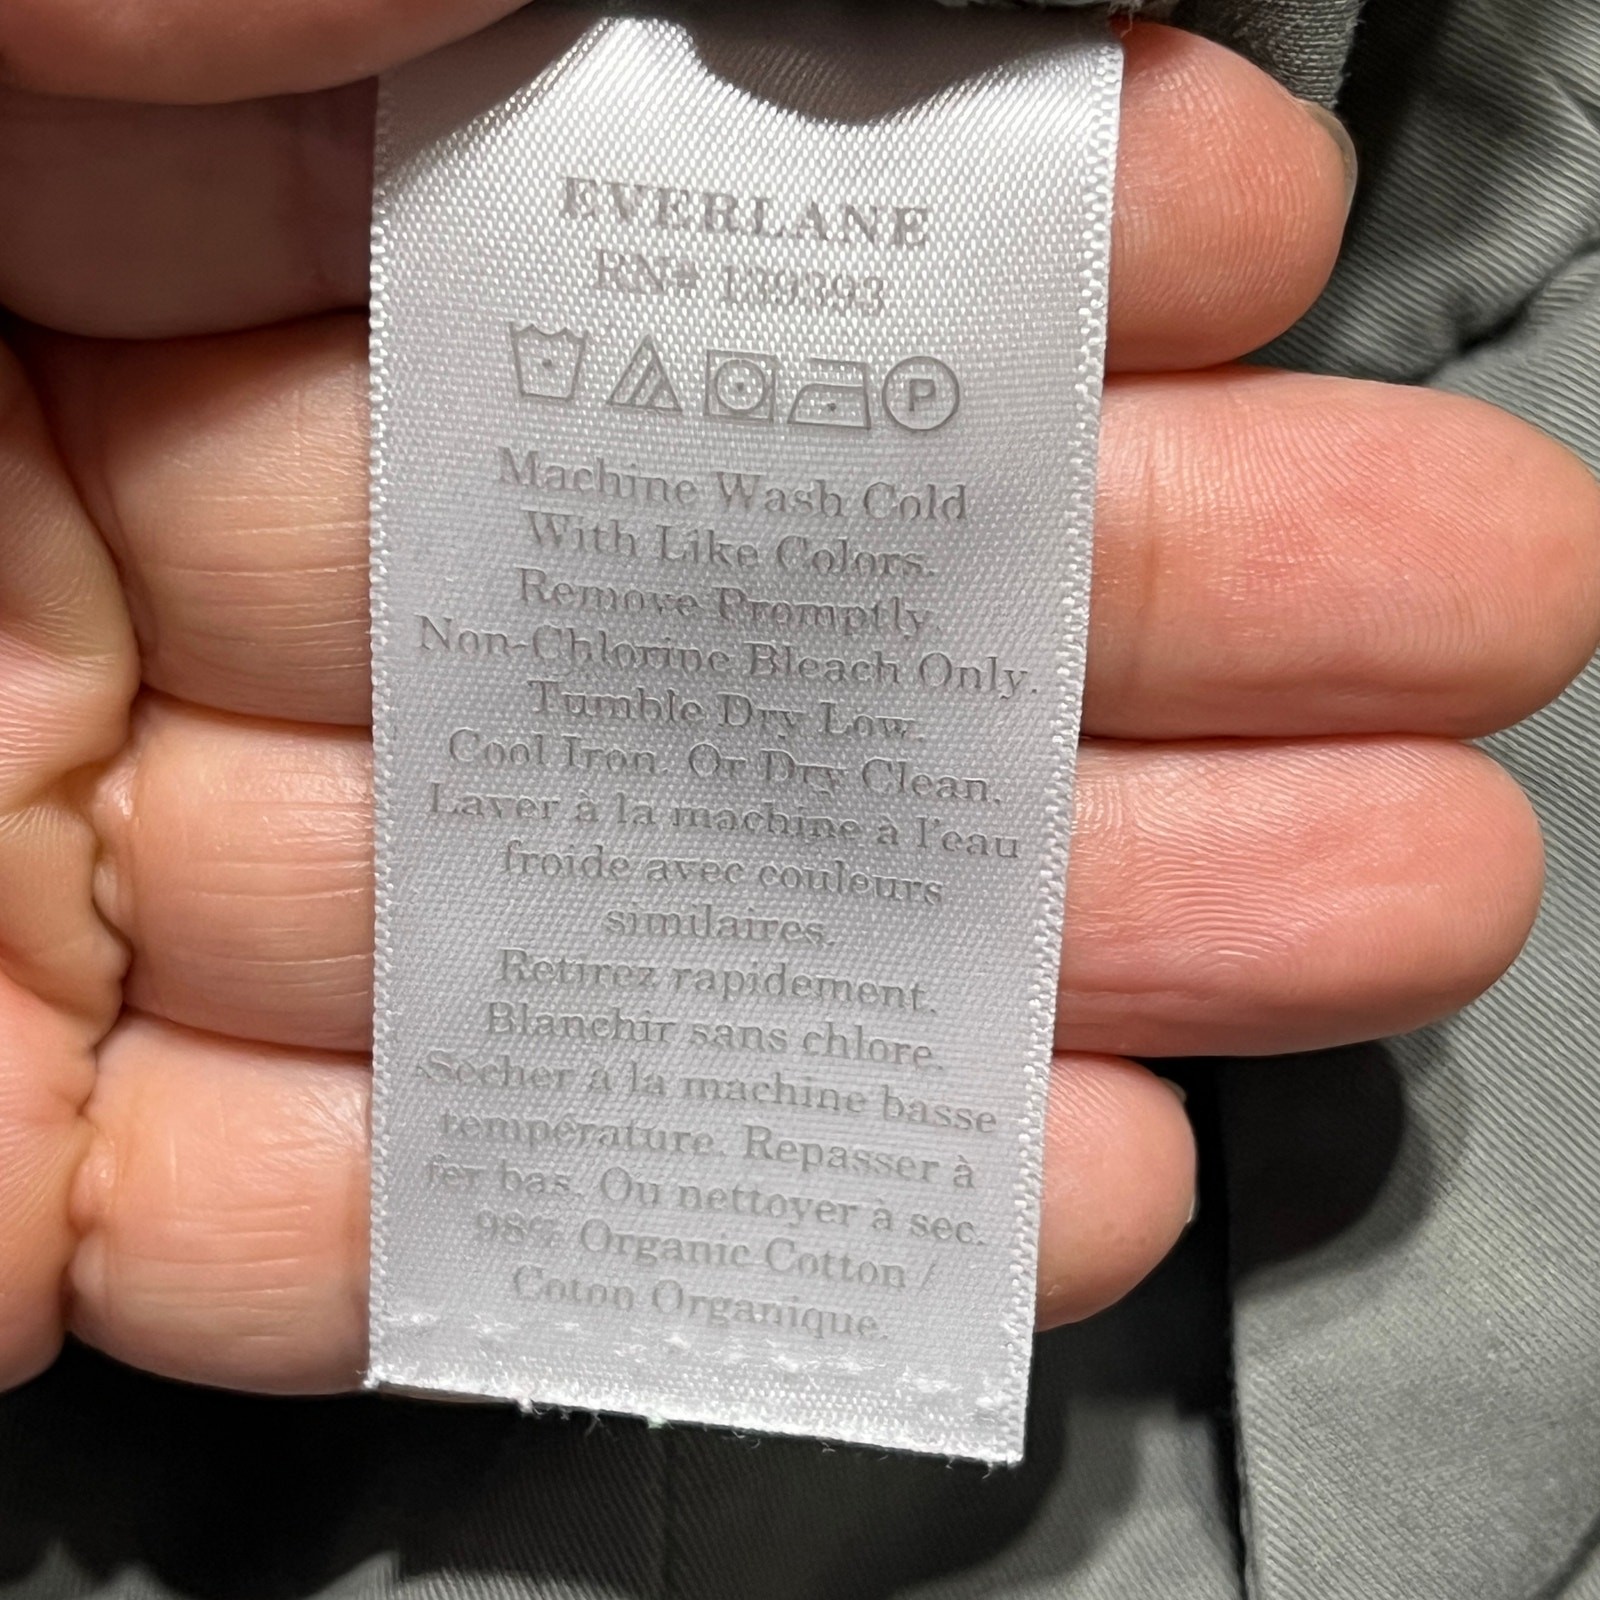 EVERLANE
RN# 139393
P
Machine Wash Cold
With Like Colors.
Remove Promptly.
Non-Chlorine Bleach Only.
Tumble Dry Low.
Cool Iron. Or Dry Clean.
Laver à la machine à l'eau
froide avec couleurs
similaires.
Retirez rapidement.
Blanchir sans chlore.
Sécher à la machine basse
température. Repasser à
fer bas. Ou nettoyer à sec.
98% Organic Cotton /
Coton Organique.